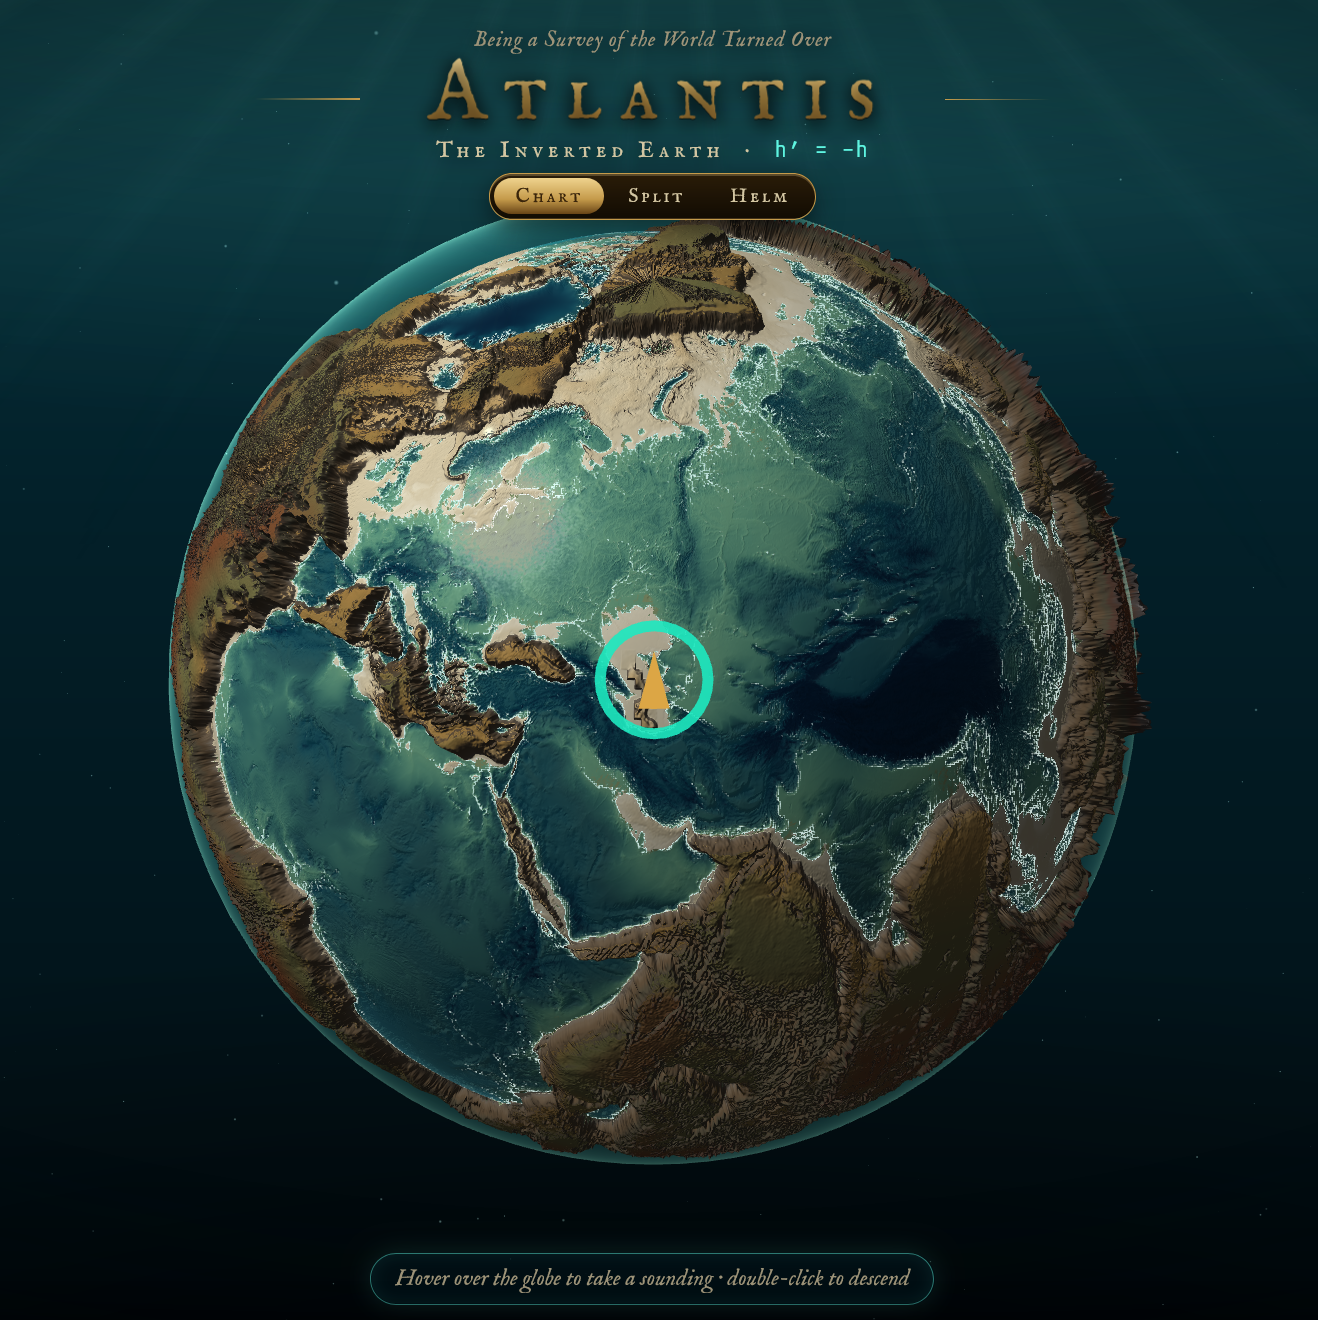 Being a Survey of the World Turned Over
Atlantis
The Inverted Earth · h′ = −h
Chart Split Helm
Hover over the globe to take a sounding · double-click to descend